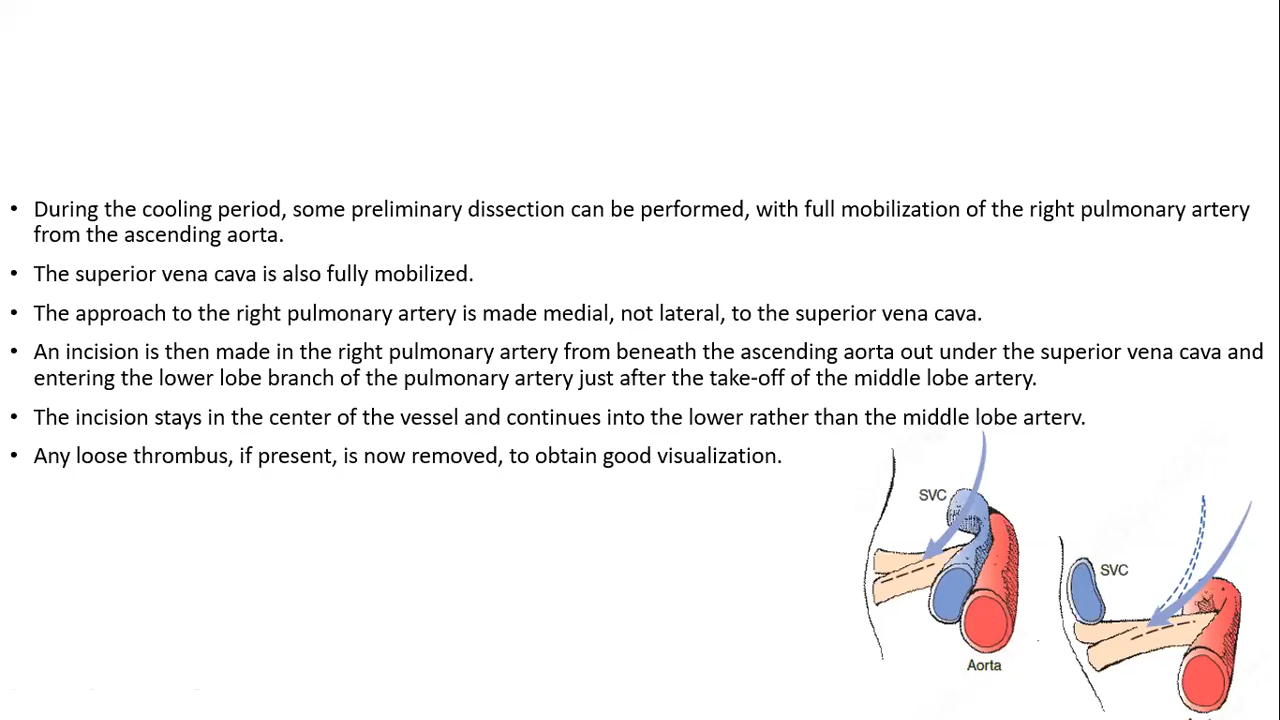 • During the cooling period, some preliminary dissection can be performed, with full mobilization of the right pulmonary artery
from the ascending aorta.
• The superior vena cava is also fully mobilized.
• The approach to the right pulmonary artery is made medial, not lateral, to the superior vena cava.
• An incision is then made in the right pulmonary artery from beneath the ascending aorta out under the superior vena cava and
entering the lower lobe branch of the pulmonary artery just after the take-off of the middle lobe artery.
• The incision stays in the center of the vessel and continues into the lower rather than the middle lobe artery.
• Any loose thrombus, if present, is now removed, to obtain good visualization.
SVC
SVC
Aorta